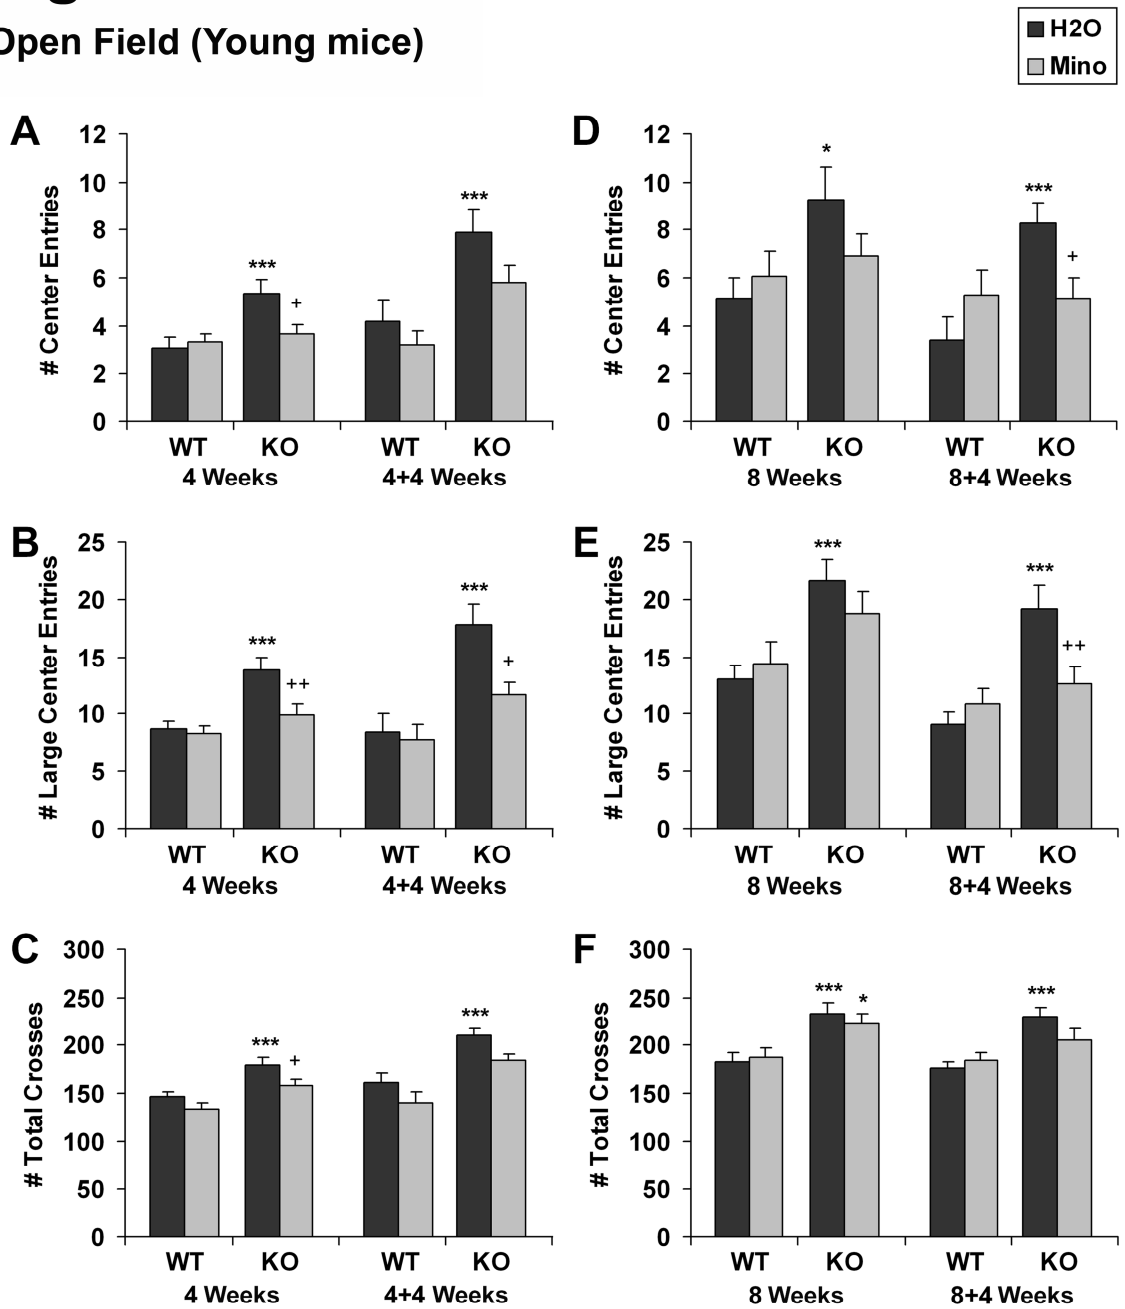 Open Field (Young mice)
H2O
Mino
A
# Center Entries
12
10
8
6
4
2
0
***
+
***
WT KO WT KO
4 Weeks 4+4 Weeks
D
# Center Entries
12
10
8
6
4
2
0
*
***
+
WT KO WT KO
8 Weeks 8+4 Weeks
B
# Large Center Entries
25
20
15
10
5
0
***
++
***
+
WT KO WT KO
4 Weeks 4+4 Weeks
E
# Large Center Entries
25
20
15
10
5
0
***
***
++
WT KO WT KO
8 Weeks 8+4 Weeks
C
# Total Crosses
300
250
200
150
100
50
0
***
+
***
WT KO WT KO
4 Weeks 4+4 Weeks
F
# Total Crosses
300
250
200
150
100
50
0
***
*
***
WT KO WT KO
8 Weeks 8+4 Weeks